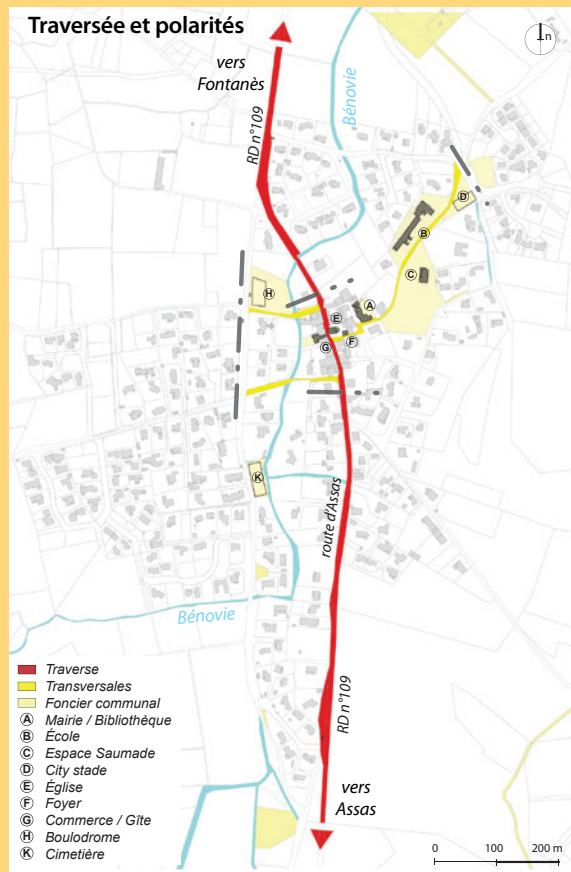 Traversée et polarités
n
vers
Fontanès
RD n°109
Bénovie
D
B
C
H
A
E
F
G
K
route d'Assas
Bénovie
RD n°109
vers
Assas
Traverse
Transversales
Foncier communal
A Mairie / Bibliothèque
B École
C Espace Saumade
D City stade
E Église
F Foyer
G Commerce / Gîte
H Boulodrome
K Cimetière
0 100 200 m